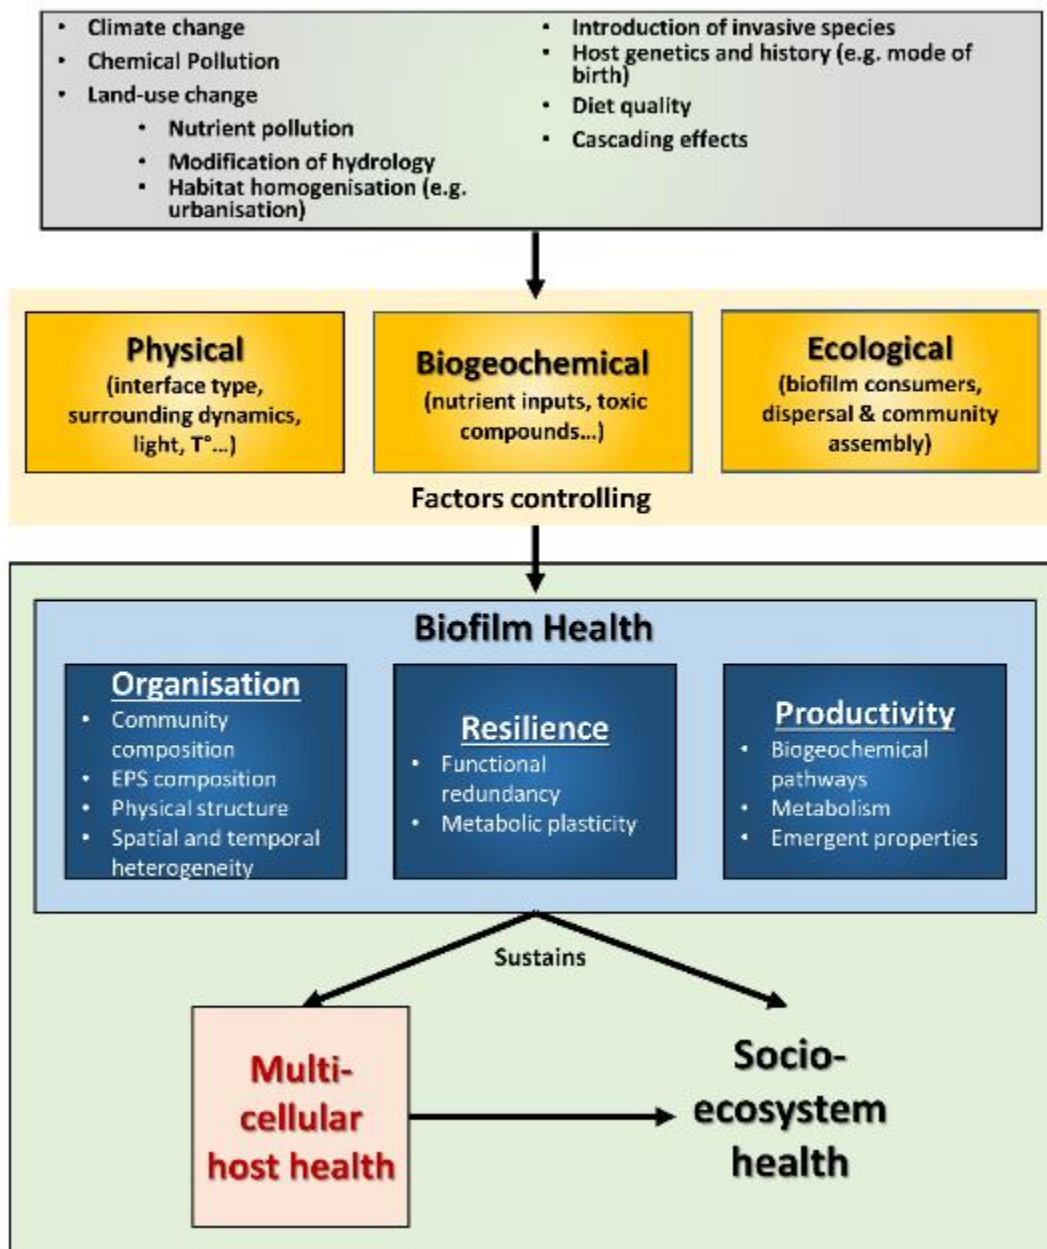 • Climate change
• Chemical Pollution
• Land-use change
• Nutrient pollution
• Modification of hydrology
• Habitat homogenisation (e.g.
urbanisation)
• Introduction of invasive species
• Host genetics and history (e.g. mode of
birth)
• Diet quality
• Cascading effects
Physical
(interface type,
surrounding dynamics,
light, T°...)
Biogeochemical
(nutrient inputs, toxic
compounds...)
Ecological
(biofilm consumers,
dispersal & community
assembly)
Factors controlling
Biofilm Health
Organisation
• Community
composition
• EPS composition
• Physical structure
• Spatial and temporal
heterogeneity
Resilience
• Functional
redundancy
• Metabolic plasticity
Productivity
• Biogeochemical
pathways
• Metabolism
• Emergent properties
Sustains
Multi-
cellular
host health
Socio-
ecosystem
health